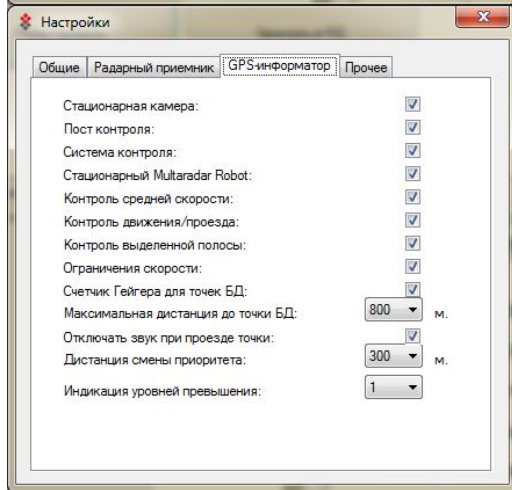 Настройки
Общие Радарный приемник GPS-информатор Прочее
Стационарная камера:
Пост контроля:
Система контроля:
Стационарный Multaradar Robot:
Контроль средней скорости:
Контроль движения/проезда:
Контроль выделенной полосы:
Ограничения скорости:
Счетчик Гейгера для точек БД:
Максимальная дистанция до точки БД: 800 м.
Отключать звук при проезде точки:
Дистанция смены приоритета: 300 м.
Индикация уровней превышения: 1